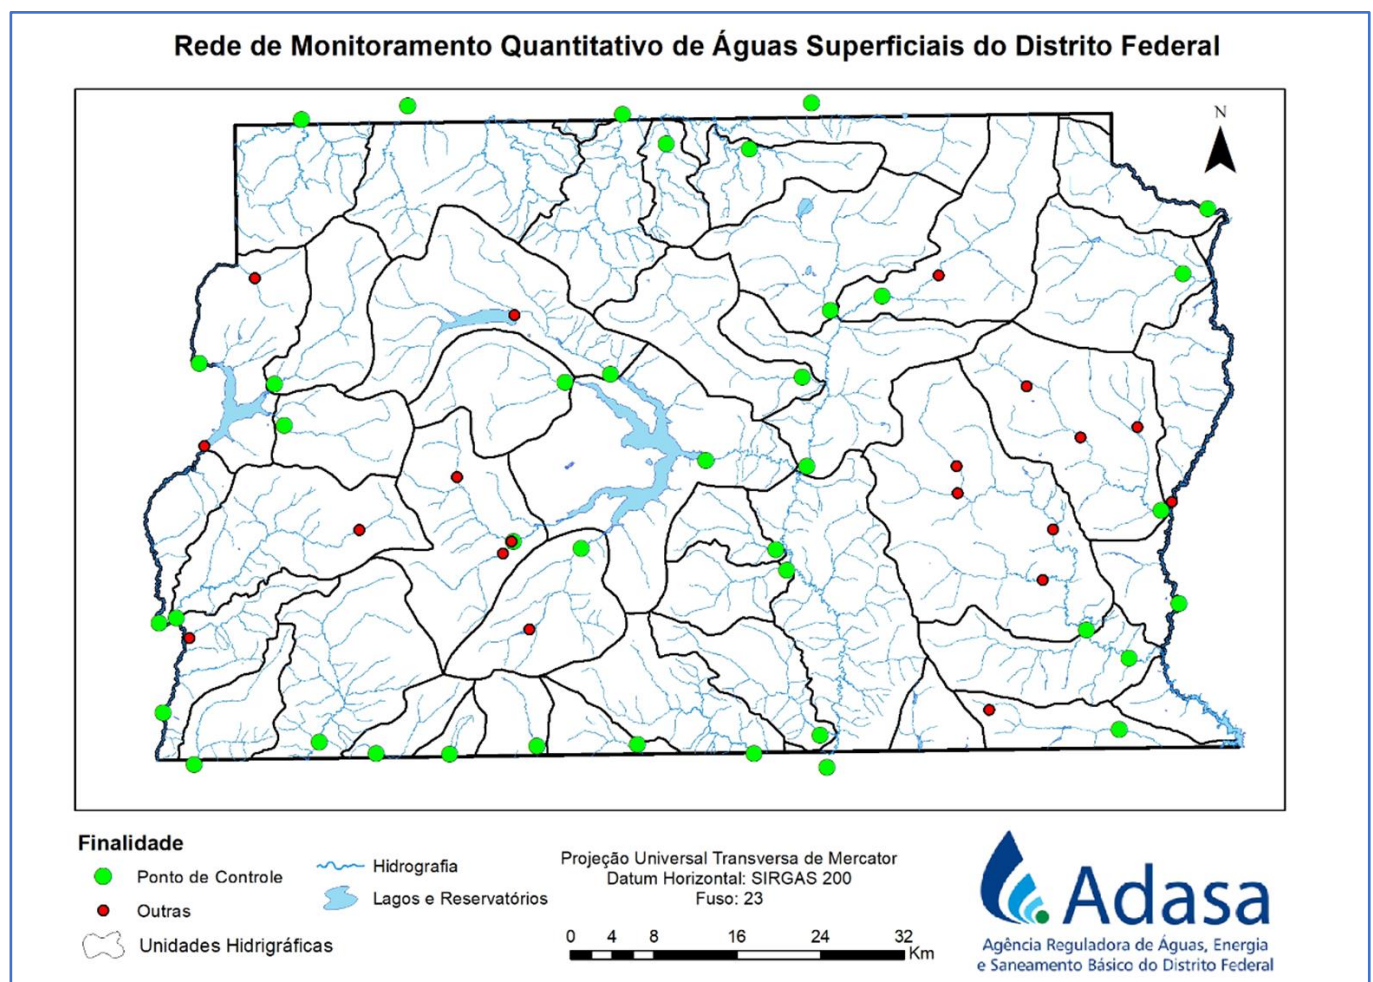 Rede de Monitoramento Quantitativo de Águas Superficiais do Distrito Federal
N
Finalidade
Ponto de Controle
Outras
Unidades Hidrigráficas
Hidrografia
Lagos e Reservatórios
Projeção Universal Transversa de Mercator
Datum Horizontal: SIRGAS 200
Fuso: 23
0 4 8 16 24 32
Km
Adasa
Agência Reguladora de Águas, Energia
e Saneamento Básico do Distrito Federal